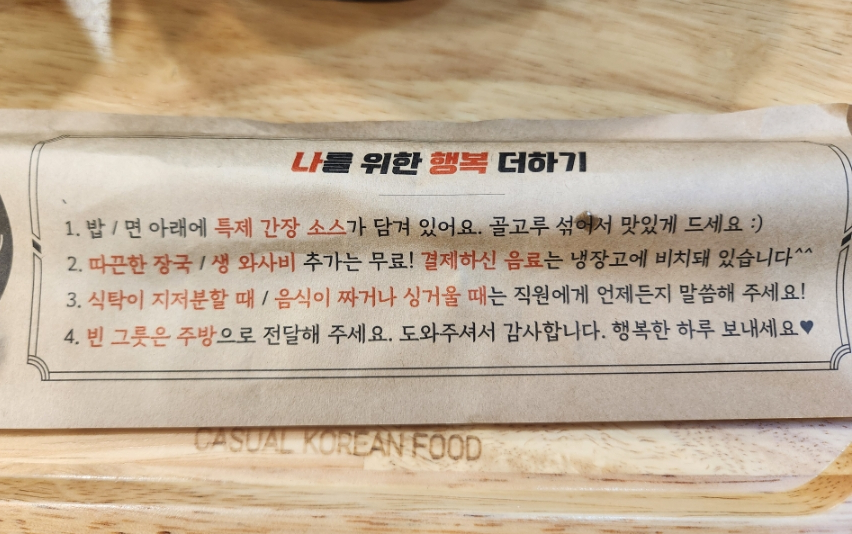 나를 위한 행복 더하기
1. 밥 / 면 아래에 특제 간장 소스가 담겨 있어요. 골고루 섞어서 맛있게 드세요 :)
2. 따끈한 장국 / 생 와사비 추가는 무료! 결제하신 음료는 냉장고에 비치돼 있습니다^^
3. 식탁이 지저분할 때 / 음식이 짜거나 싱거울 때는 직원에게 언제든지 말씀해 주세요!
4. 빈 그릇은 주방으로 전달해 주세요. 도와주셔서 감사합니다. 행복한 하루 보내세요♥
CASUAL KOREAN FOOD